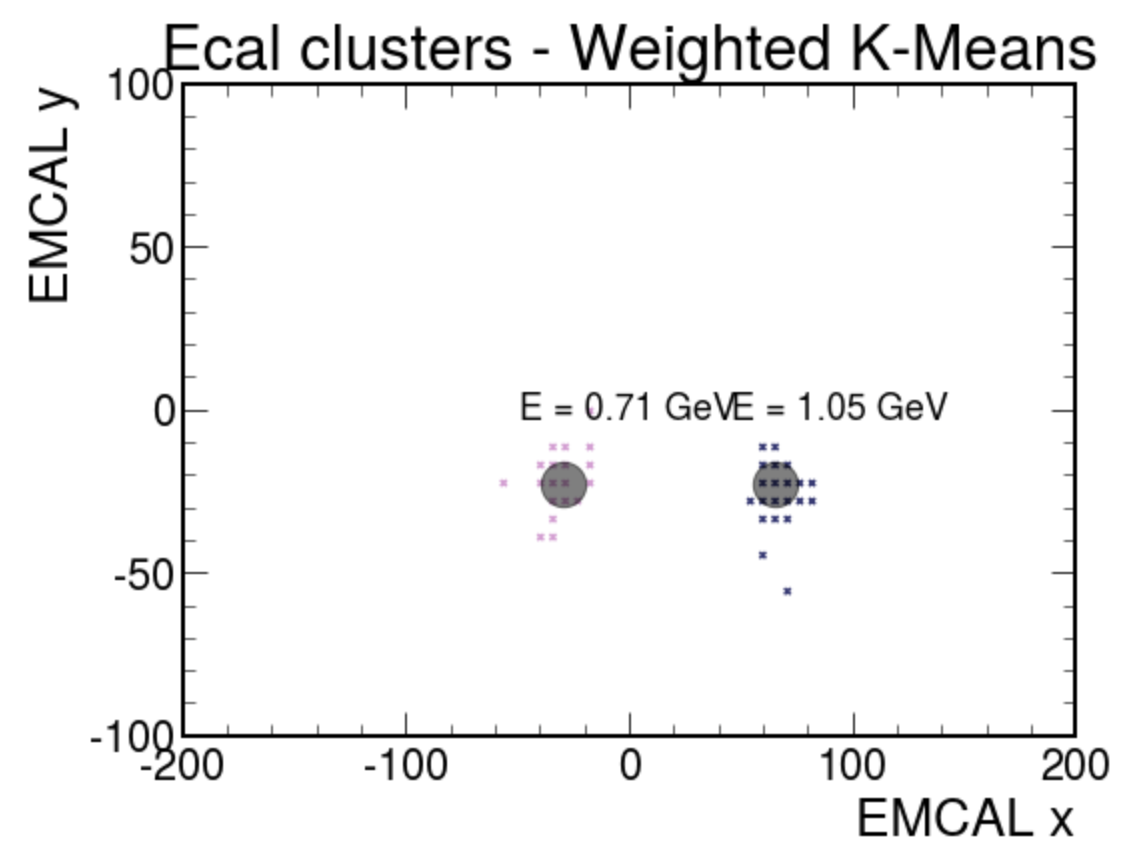 Ecal clusters - Weighted K-Means
EMCAL y
100
50
0
-50
-100
E = 0.71 GeV
E = 1.05 GeV
-200
-100
0
100
200
EMCAL x